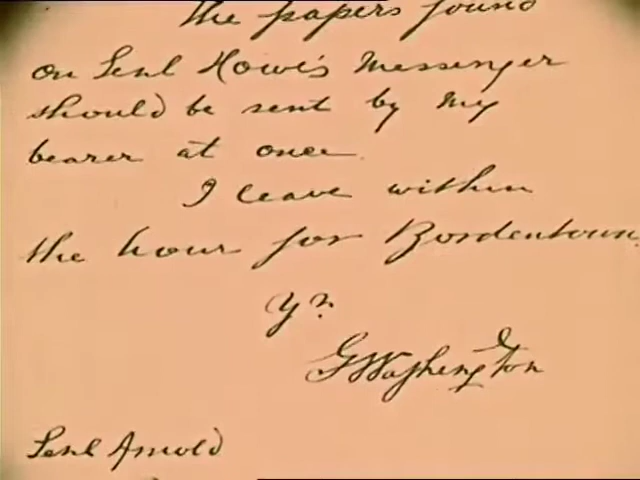 The papers found
on Genl Howe's Messenger
should be sent by my
bearer at once.
I leave within
the hour for Bordentown.
Yr.
GWashington
Genl Arnold